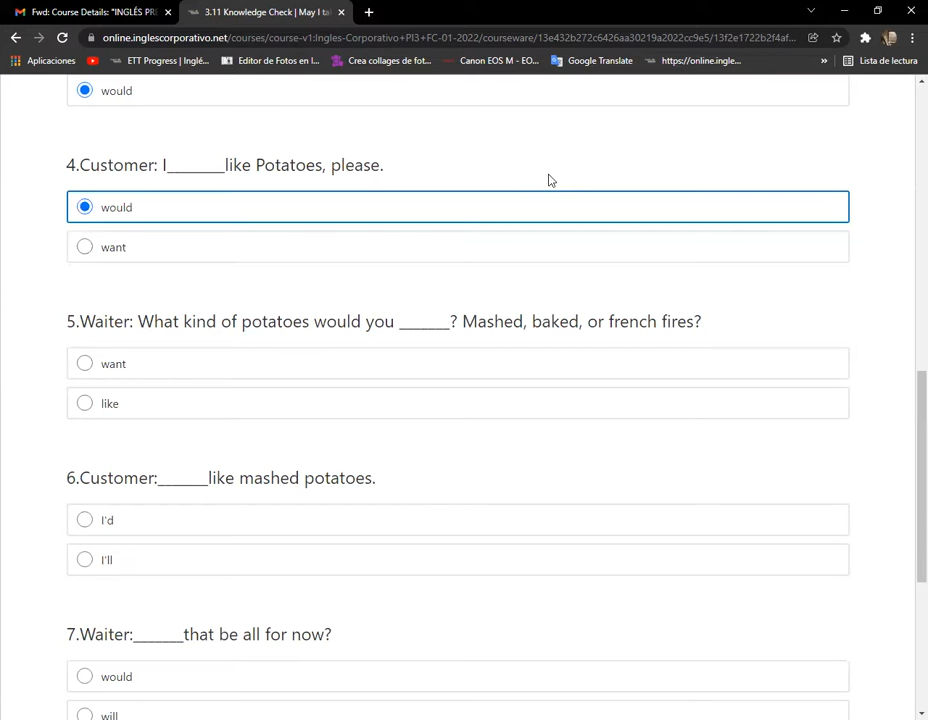 Fwd: Course Details: "INGLÉS PRE
3.11 Knowledge Check | May I ta
online.inglescorporativo.net/courses/course-v1:Ingles-Corporativo+PI3+FC-01-2022/courseware/13e432b272c6426aa30219a2022cc9e5/13f2e1722b2f4af...
Aplicaciones
ETT Progress | Inglé...
Editor de Fotos en l...
Crea collages de fot...
Canon EOS M - EO...
Google Translate
https://online.ingle...
»
Lista de lectura
would
4.Customer: I_______like Potatoes, please.
would
want
5.Waiter: What kind of potatoes would you ______? Mashed, baked, or french fires?
want
like
6.Customer:______like mashed potatoes.
I'd
I'll
7.Waiter:______that be all for now?
would
will